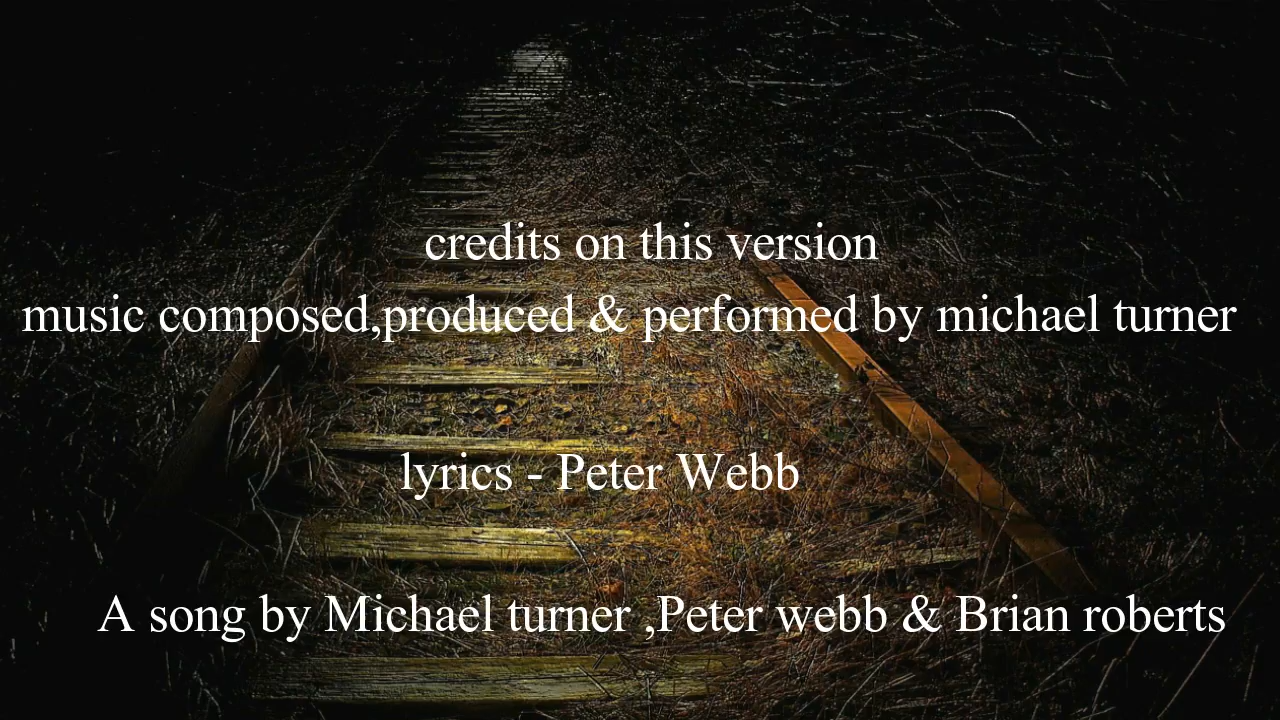 credits on this version
music composed,produced & performed by michael turner
lyrics - Peter Webb
A song by Michael turner ,Peter webb & Brian roberts